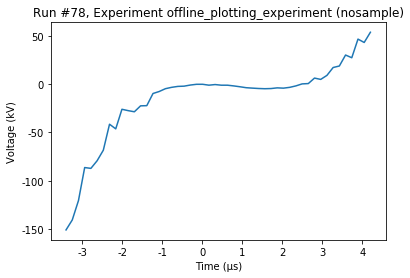 Run #78, Experiment offline_plotting_experiment (nosample)
50
0
-50
-100
-150
Voltage (kV)
-3 -2 -1 0 1 2 3 4
Time (μs)